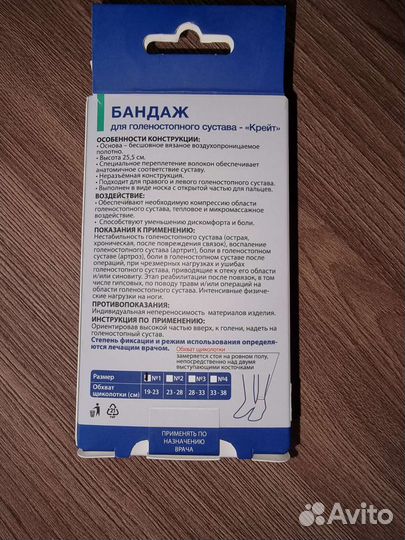 БАНДАЖ
для голеностопного сустава - «Крейт»
ОСОБЕННОСТИ КОНСТРУКЦИИ:
• Основа – бесшовное вязаное воздухопроницаемое
полотно.
• Высота 25,5 см.
• Специальное переплетение волокон обеспечивает
анатомичное соответствие суставу.
• Неразъёмная конструкция.
• Подходит для правого и левого голеностопного сустава.
• Выполнен в виде носка с открытой частью для пальцев.
ВОЗДЕЙСТВИЕ:
• Обеспечивают необходимую компрессию области
голеностопного сустава, тепловое и микромассажное
воздействие.
• Способствуют уменьшению дискомфорта и боли.
ПОКАЗАНИЯ К ПРИМЕНЕНИЮ:
Нестабильность голеностопного сустава (острая,
хроническая, после повреждения связок), воспаление
голеностопного сустава (артрит), боли в голеностопном
суставе (артроз), боли в голеностопном суставе после
операций, при чрезмерных нагрузках и ушибах
голеностопного сустава, приводящие к отеку его области
и/или синовиту. Этап реабилитации после повязок, в том
числе гипсовых, по поводу травм и/или операций на
области голеностопного сустава. Интенсивные физиче-
ские нагрузки на ноги.
ПРОТИВОПОКАЗАНИЯ:
Индивидуальная непереносимость материалов изделия.
ИНСТРУКЦИЯ ПО ПРИМЕНЕНИЮ:
Ориентировав высокой частью вверх, к голени, надеть на
голеностопный сустав.
Степень фиксации и режим использования определя-
ются лечащим врачом.
Обхват щиколотки
замеряется стоя на ровном полу,
непосредственно над двумя
выступающими косточками
Размер №1 №2 №3 №4
Обхват щиколотки (см) 19-23 23 - 28 28 - 33 33 - 38
ПРИМЕНЯТЬ ПО
НАЗНАЧЕНИЮ
ВРАЧА
Avito